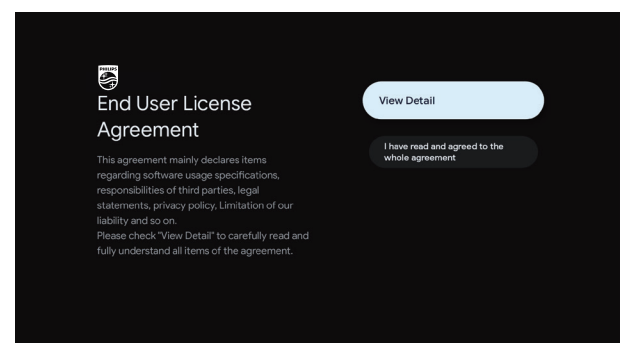 PHILIPS
End User License
Agreement
This agreement mainly declares items
regarding software usage specifications,
responsibilities of third parties, legal
statements, privacy policy, Limitation of our
liability and so on.
Please check "View Detail" to carefully read and
fully understand all items of the agreement.
View Detail
I have read and agreed to the
whole agreement